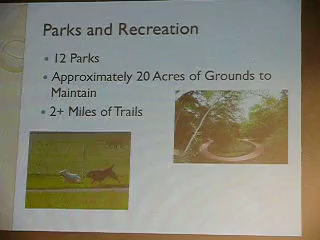 Parks and Recreation
• 12 Parks
• Approximately 20 Acres of Grounds to
Maintain
• 2+ Miles of Trails